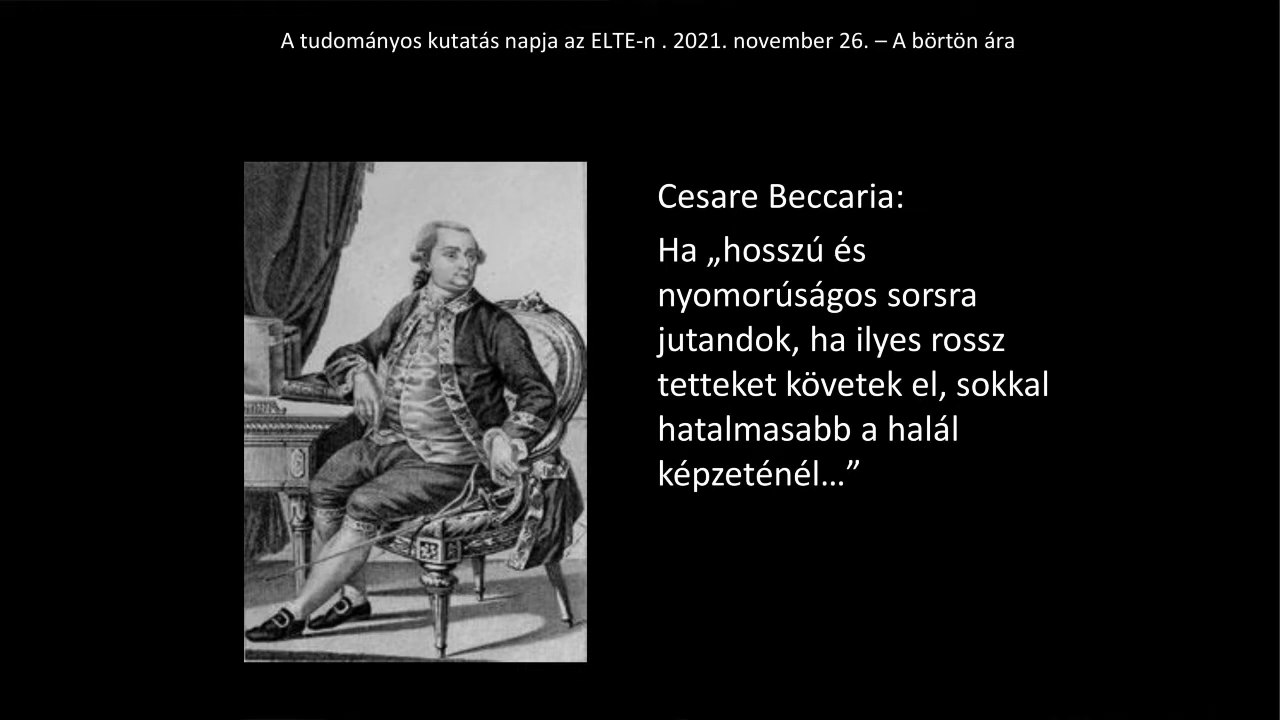 A tudományos kutatás napja az ELTE-n . 2021. november 26. – A börtön ára
Cesare Beccaria:
Ha „hosszú és
nyomorúságos sorsra
jutandok, ha ilyes rossz
tetteket követek el, sokkal
hatalmasabb a halál
képzeténél…”